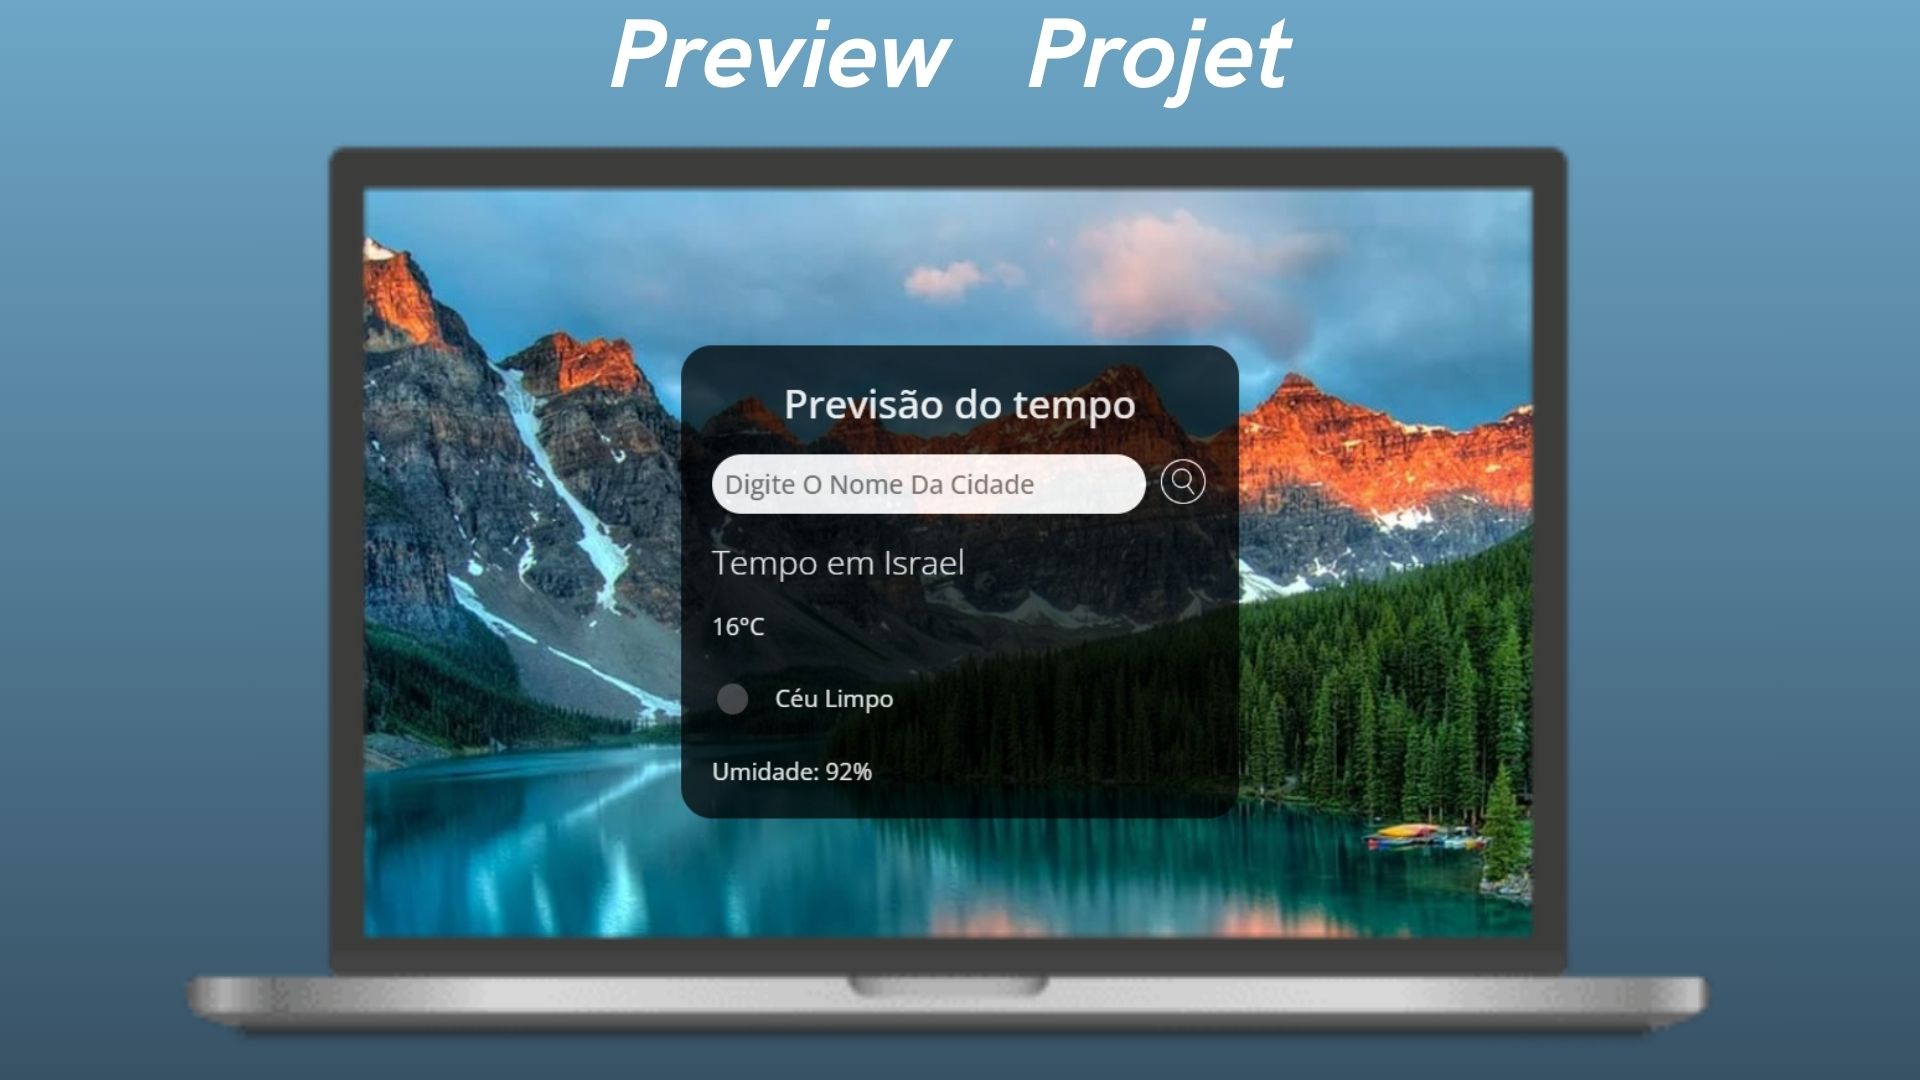 Preview Projet
Previsão do tempo
Digite O Nome Da Cidade
Tempo em Israel
16°C
Céu Limpo
Umidade: 92%